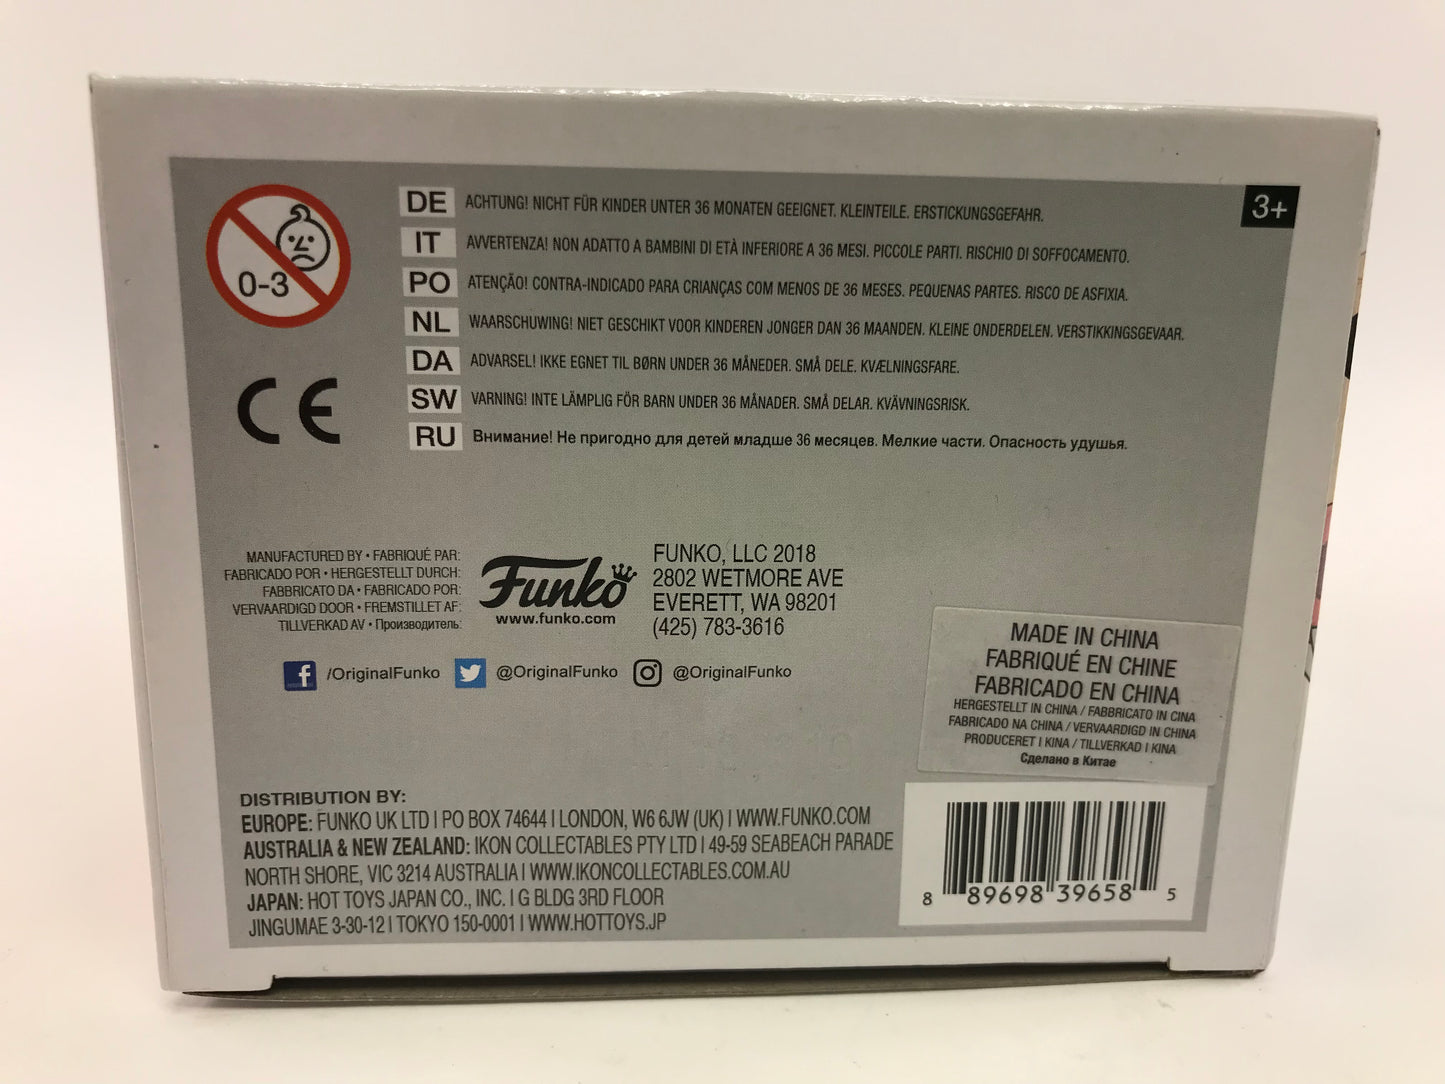 0-3
3+
DE ACHTUNG! NICHT FÜR KINDER UNTER 36 MONATEN GEEIGNET. KLEINTEILE. ERSTICKUNGSGEFAHR.
IT AVVERTENZA! NON ADATTO A BAMBINI DI ETÀ INFERIORE A 36 MESI. PICCOLE PARTI. RISCHIO DI SOFFOCAMENTO.
PO ATENÇÃO! CONTRA-INDICADO PARA CRIANÇAS COM MENOS DE 36 MESES. PEQUENAS PARTES. RISCO DE ASFIXIA.
NL WAARSCHUWING! NIET GESCHIKT VOOR KINDEREN JONGER DAN 36 MAANDEN. KLEINE ONDERDELEN. VERSTIKKINGSGEVAAR.
DA ADVARSEL! IKKE EGNET TIL BØRN UNDER 36 MÅNEDER. SMÅ DELE. KVÆLNINGSFARE.
SW VARNING! INTE LÄMPLIG FÖR BARN UNDER 36 MÅNADER. SMÅ DELAR. KVÄVNINGSRISK.
RU Внимание! Не пригодно для детей младше 36 месяцев. Мелкие части. Опасность удушья.
CE
MANUFACTURED BY • FABRIQUÉ PAR:
FABRICADO POR • HERGESTELLT DURCH:
FABBRICATO DA • FABRICADO POR:
VERVAARDIGD DOOR • FREMSTILLET AF:
TILLVERKAD AV • Производитель:
Funko
www.funko.com
FUNKO, LLC 2018
2802 WETMORE AVE
EVERETT, WA 98201
(425) 783-3616
f /OriginalFunko @OriginalFunko @OriginalFunko
MADE IN CHINA
FABRIQUÉ EN CHINE
FABRICADO EN CHINA
HERGESTELLT IN CHINA / FABBRICATO IN CINA
FABRICADO NA CHINA / VERVAARDIGD IN CHINA
PRODUCERET I KINA / TILLVERKAD I KINA
Сделано в Китае
DISTRIBUTION BY:
EUROPE: FUNKO UK LTD | PO BOX 74644 | LONDON, W6 6JW (UK) | WWW.FUNKO.COM
AUSTRALIA & NEW ZEALAND: IKON COLLECTABLES PTY LTD | 49-59 SEABEACH PARADE
NORTH SHORE, VIC 3214 AUSTRALIA | WWW.IKONCOLLECTABLES.COM.AU
JAPAN: HOT TOYS JAPAN CO., INC. | G BLDG 3RD FLOOR
JINGUMAE 3-30-12 | TOKYO 150-0001 | WWW.HOTTOYS.JP
8 89698 39658 5